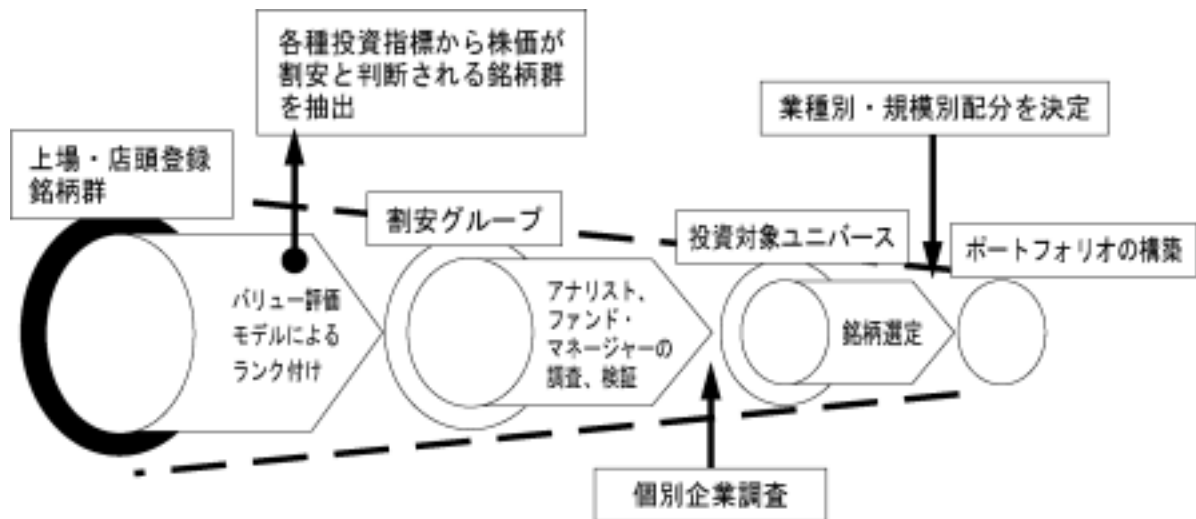 各種投資指標から株価が
割安と判断される銘柄群
を抽出
業種別・規模別配分を決定
上場・店頭登録
銘柄群
割安グループ
投資対象ユニバース
ポートフォリオの構築
バリュー評価
モデルによる
ランク付け
アナリスト、
ファンド・
マネージャーの
調査、検証
銘柄選定
個別企業調査